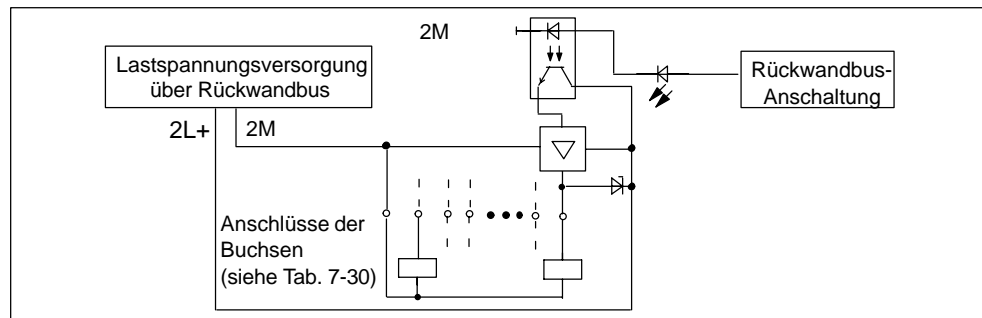 2M
Lastspannungsversorgung
über Rückwandbus
Rückwandbus-
Anschaltung
2L+
2M
Anschlüsse der
Buchsen
(siehe Tab. 7-30)